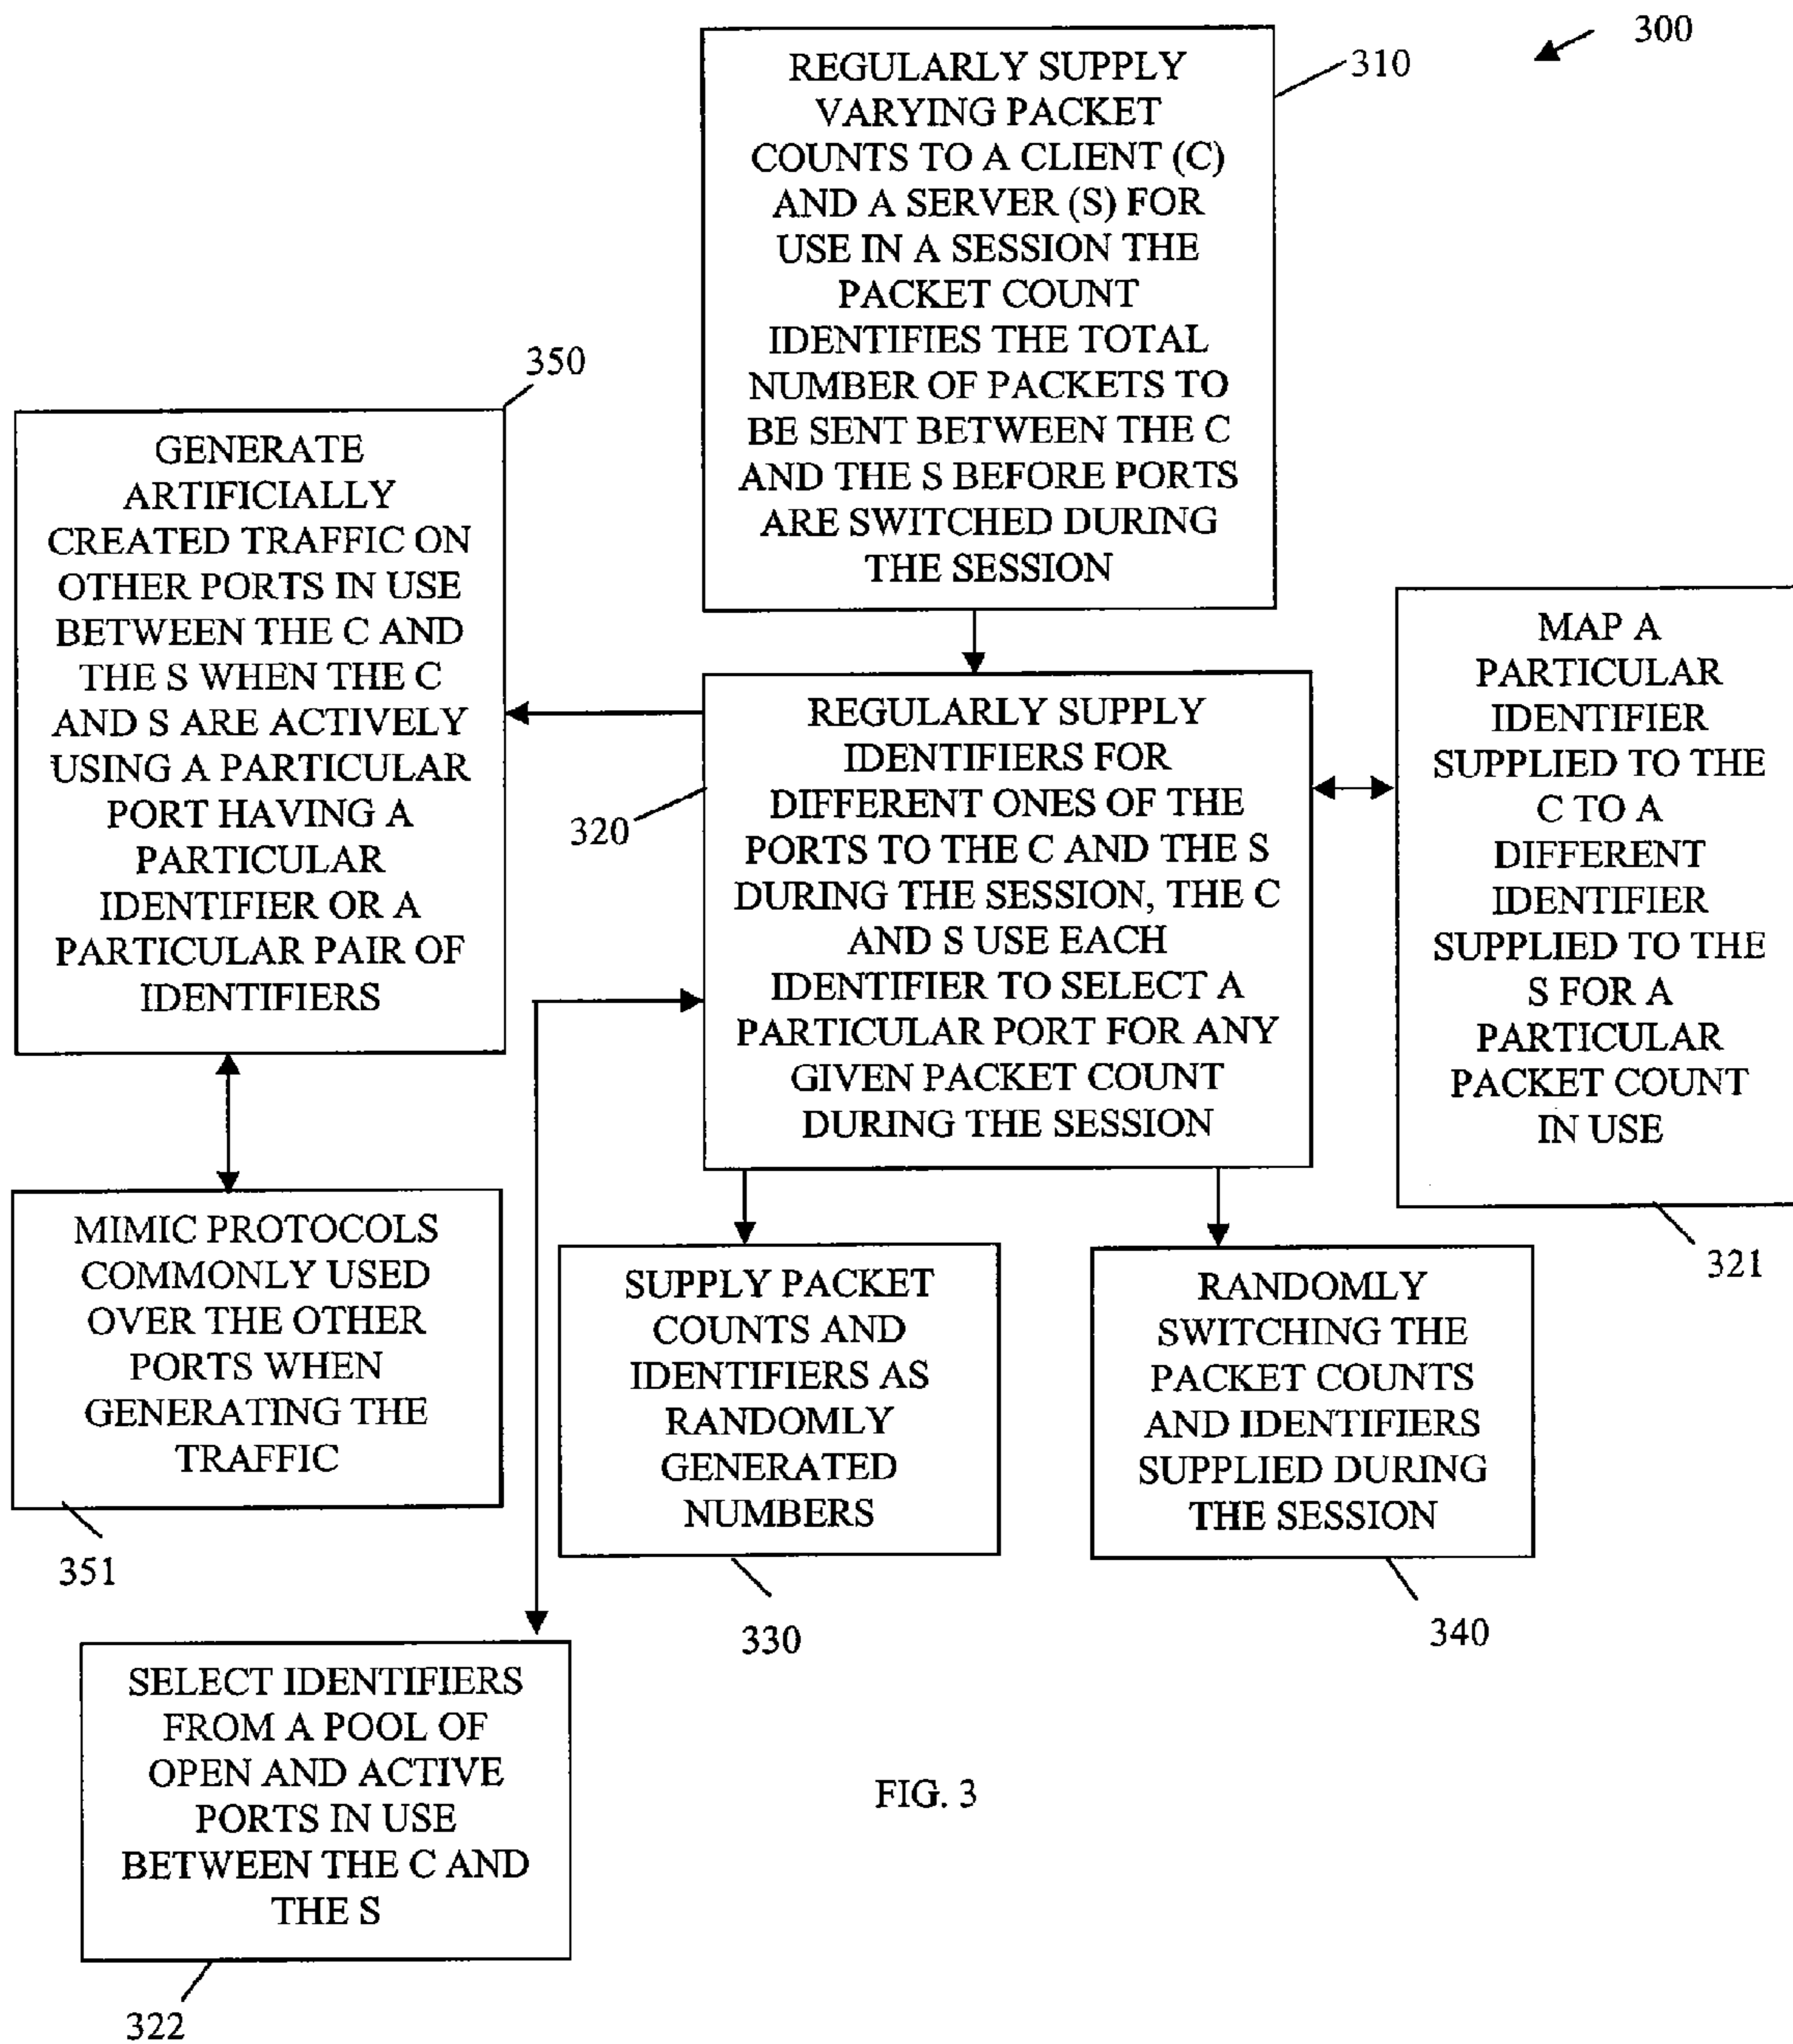 300
310
REGULARLY SUPPLY
VARYING PACKET
COUNTS TO A CLIENT (C)
AND A SERVER (S) FOR
USE IN A SESSION THE
PACKET COUNT
IDENTIFIES THE TOTAL
NUMBER OF PACKETS TO
BE SENT BETWEEN THE C
AND THE S BEFORE PORTS
ARE SWITCHED DURING
THE SESSION
350
GENERATE
ARTIFICIALLY
CREATED TRAFFIC ON
OTHER PORTS IN USE
BETWEEN THE C AND
THE S WHEN THE C
AND S ARE ACTIVELY
USING A PARTICULAR
PORT HAVING A
PARTICULAR
IDENTIFIER OR A
PARTICULAR PAIR OF
IDENTIFIERS
320
REGULARLY SUPPLY
IDENTIFIERS FOR
DIFFERENT ONES OF THE
PORTS TO THE C AND THE S
DURING THE SESSION, THE C
AND S USE EACH
IDENTIFIER TO SELECT A
PARTICULAR PORT FOR ANY
GIVEN PACKET COUNT
DURING THE SESSION
MAP A
PARTICULAR
IDENTIFIER
SUPPLIED TO THE
C TO A
DIFFERENT
IDENTIFIER
SUPPLIED TO THE
S FOR A
PARTICULAR
PACKET COUNT
IN USE
321
MIMIC PROTOCOLS
COMMONLY USED
OVER THE OTHER
PORTS WHEN
GENERATING THE
TRAFFIC
351
SUPPLY PACKET
COUNTS AND
IDENTIFIERS AS
RANDOMLY
GENERATED
NUMBERS
330
RANDOMLY
SWITCHING THE
PACKET COUNTS
AND IDENTIFIERS
SUPPLIED DURING
THE SESSION
340
SELECT IDENTIFIERS
FROM A POOL OF
OPEN AND ACTIVE
PORTS IN USE
BETWEEN THE C AND
THE S
322
FIG. 3